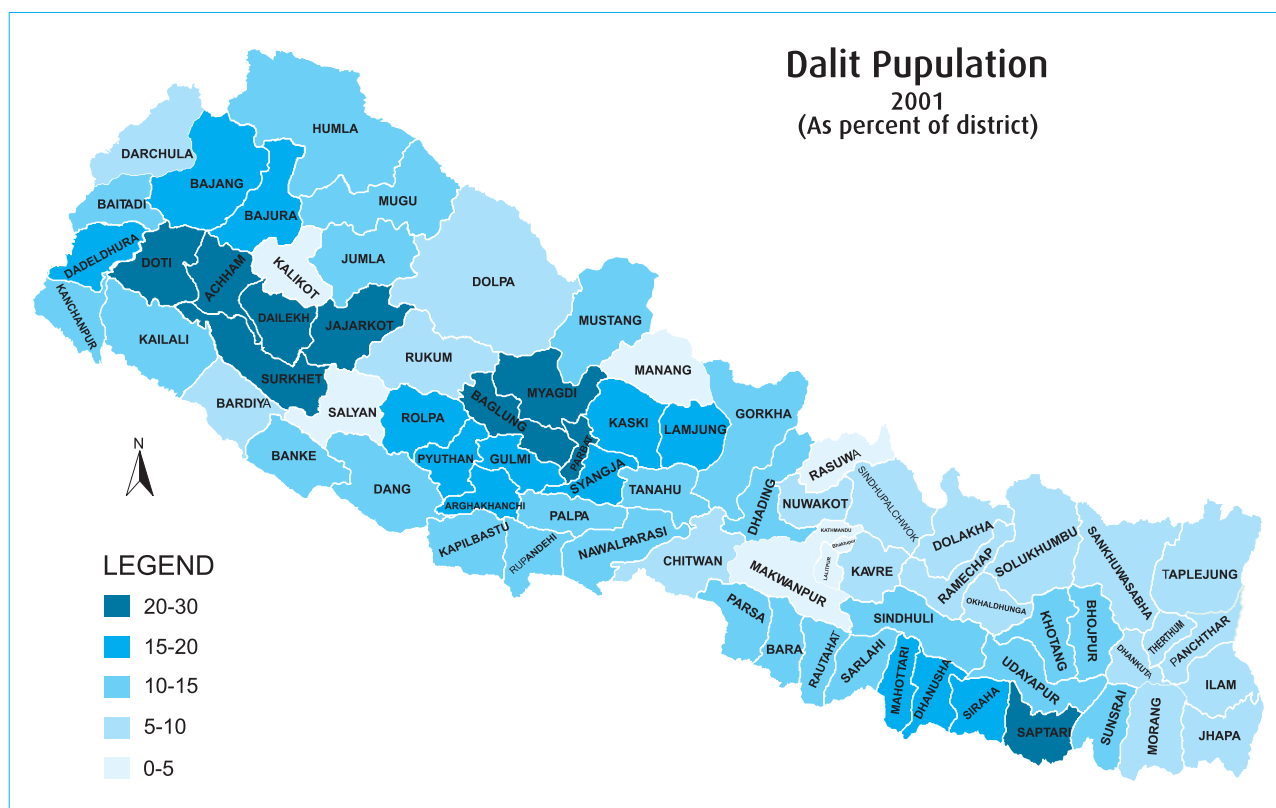 Dalit Pupulation
2001
(As percent of district)
HUMLA
DARCHULA
BAJANG
BAITADI
BAJURA
MUGU
DADELDHURA
DOTI
ACHHAM
KALIKOT
JUMLA
DOLPA
KANCHANPUR
KAILALI
DAILEKH
JAJARKOT
MUSTANG
RUKUM
SURKHET
MANANG
BARDIYA
SALYAN
ROLPA
BAGLUNG
MYAGDI
KASKI
LAMJUNG
GORKHA
PARBAT
N
BANKE
PYUTHAN
GULMI
SYANGJA
RASUWA
SINDHUPALCHWOK
DANG
ARGHAKHANCHI
TANAHU
DHADING
NUWAKOT
PALPA
KAPILBASTU
RUPANDEHI
NAWALPARASI
KATHMANDU
Bhaktapur
LALITPUR
DOLAKHA
SOLUKHUMBU
SANKHUWASABHA
TAPLEJUNG
CHITWAN
MAKWANPUR
KAVRE
RAMECHAP
OKHALDHUNGA
PARSA
SINDHULI
KHOTANG
BHOJPUR
THERTHUM
PANCHTHAR
DHANKUTA
BARA
RAUTAHAT
SARLAHI
MAHOTTARI
DHANUSHA
SIRAHA
UDAYAPUR
ILAM
SAPTARI
SUNSRAI
MORANG
JHAPA
LEGEND
20-30
15-20
10-15
5-10
0-5